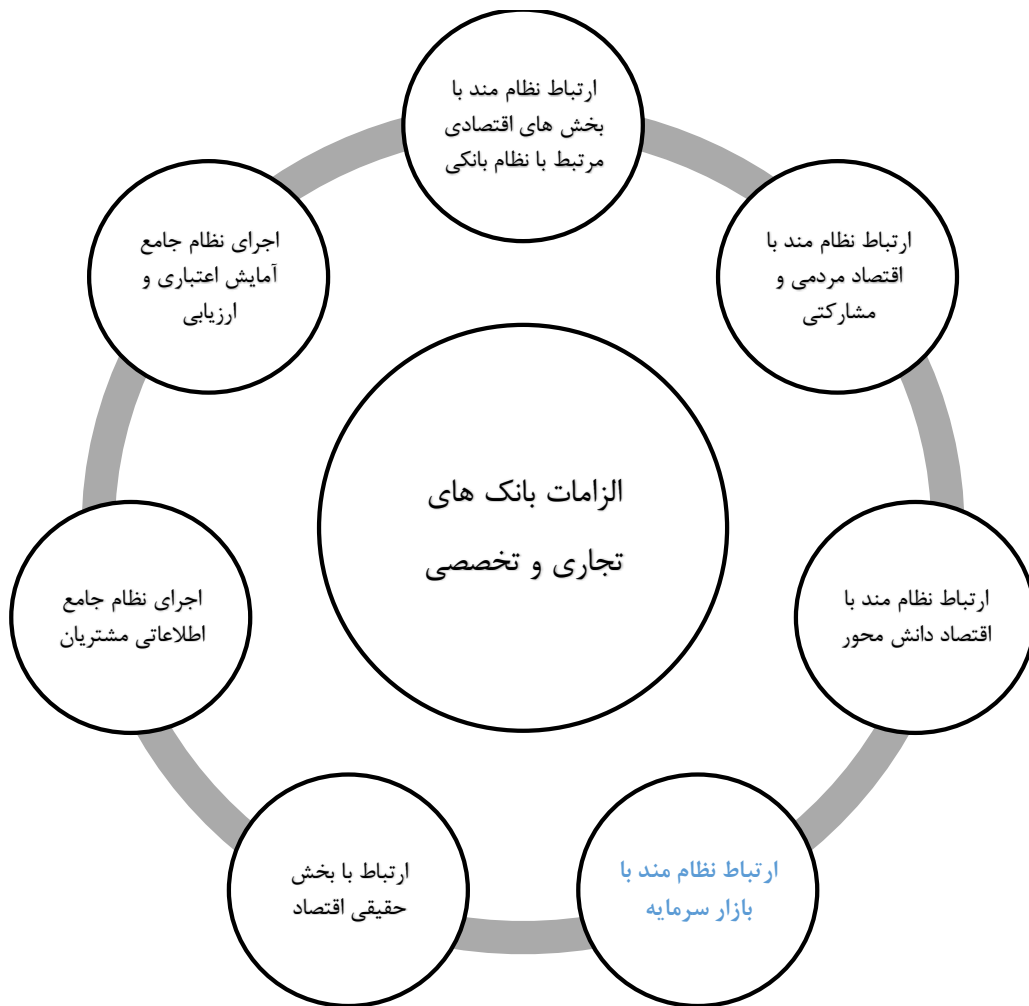 ارتباط نظام مند با
بخش های اقتصادی
مرتبط با نظام بانکی
ارتباط نظام مند با
اقتصاد مردمی و
مشارکتی
ارتباط نظام مند با
اقتصاد دانش محور
ارتباط نظام مند با
بازار سرمایه
ارتباط با بخش
حقیقی اقتصاد
اجرای نظام جامع
اطلاعاتی مشتریان
اجرای نظام جامع
آمایش اعتباری و
ارزیابی
الزامات بانک های
تجاری و تخصصی